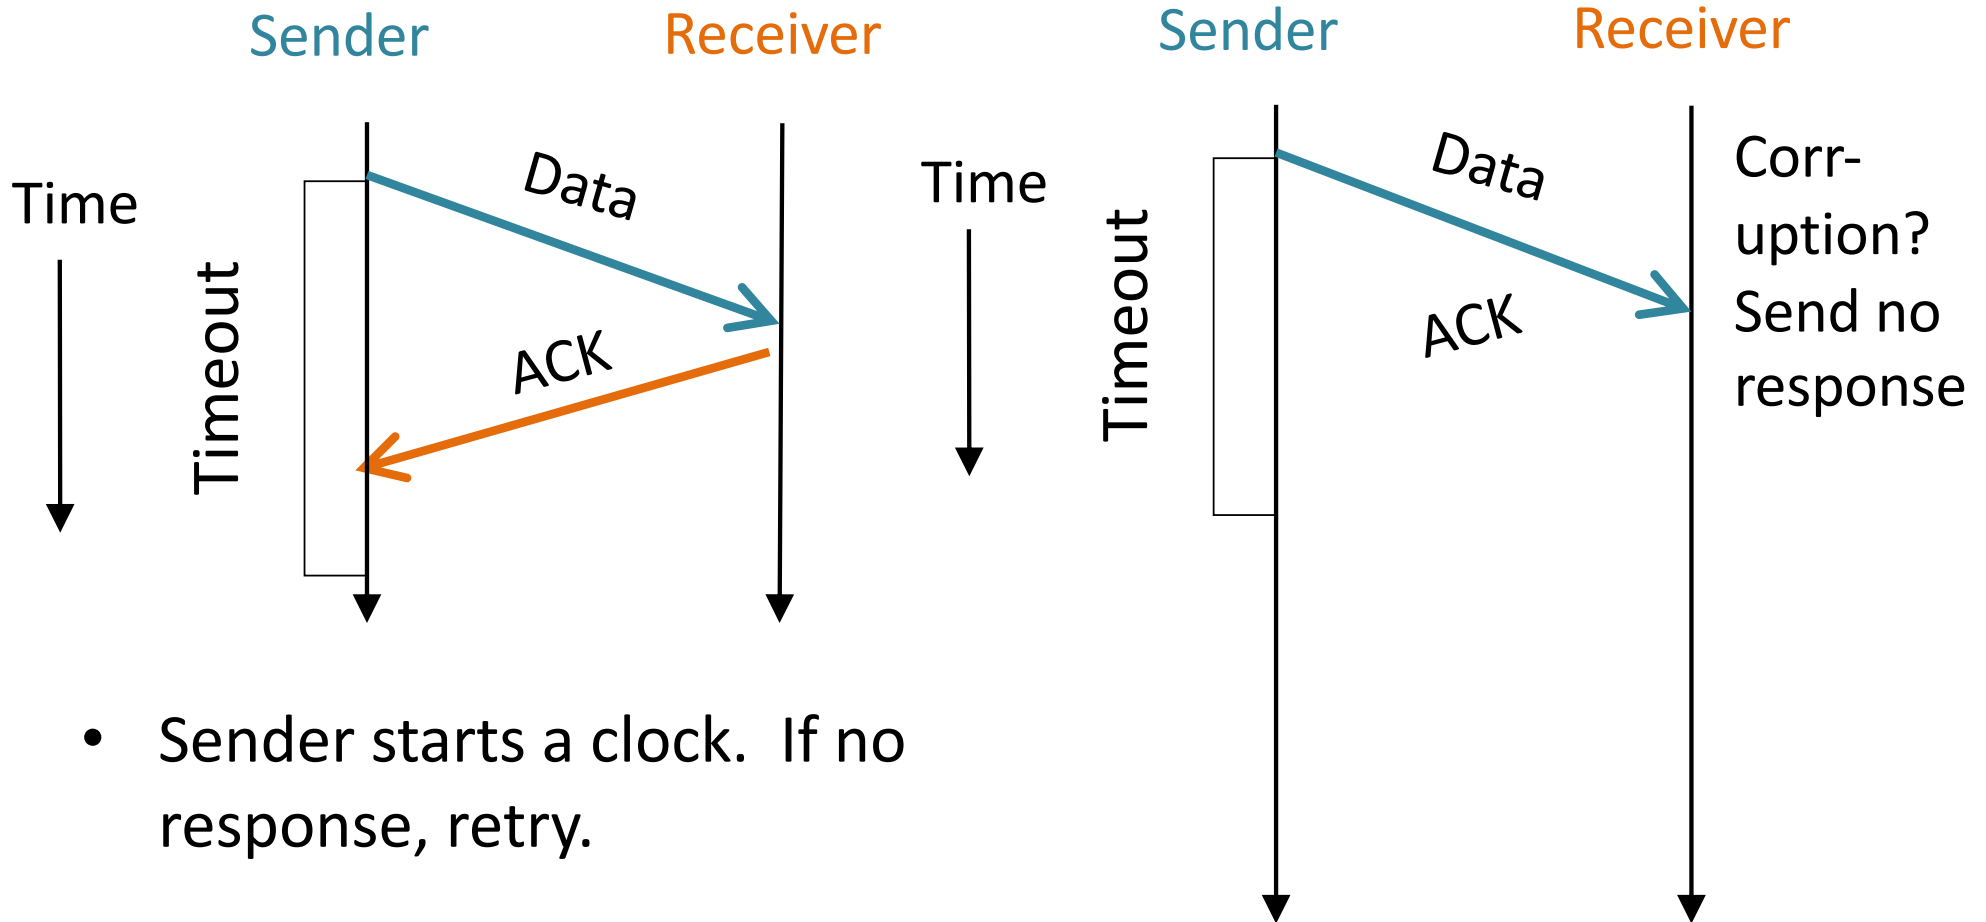 Sender
Receiver
Time
Timeout
Data
ACK
• Sender starts a clock.  If no
response, retry.
Sender
Receiver
Time
Timeout
Data
ACK
Corr-
uption?
Send no
response